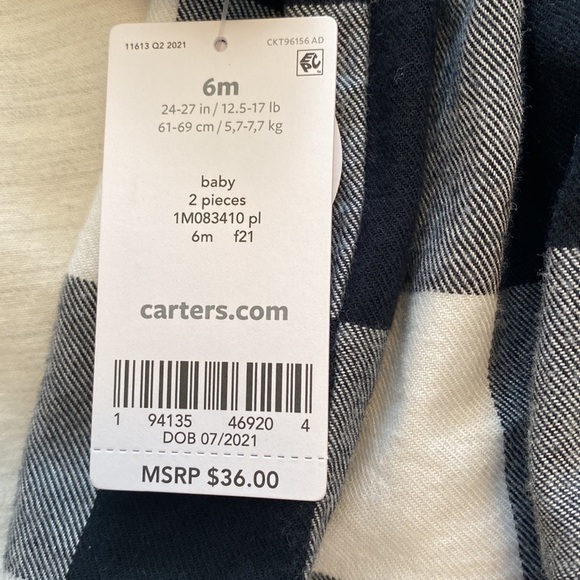 11613 Q2 2021
CKT96156 AD
6m
24-27 in / 12.5-17 lb
61-69 cm / 5,7-7,7 kg
baby
2 pieces
1M083410 pl
6m f21
carters.com
1 94135 46920 4
DOB 07/2021
MSRP $36.00